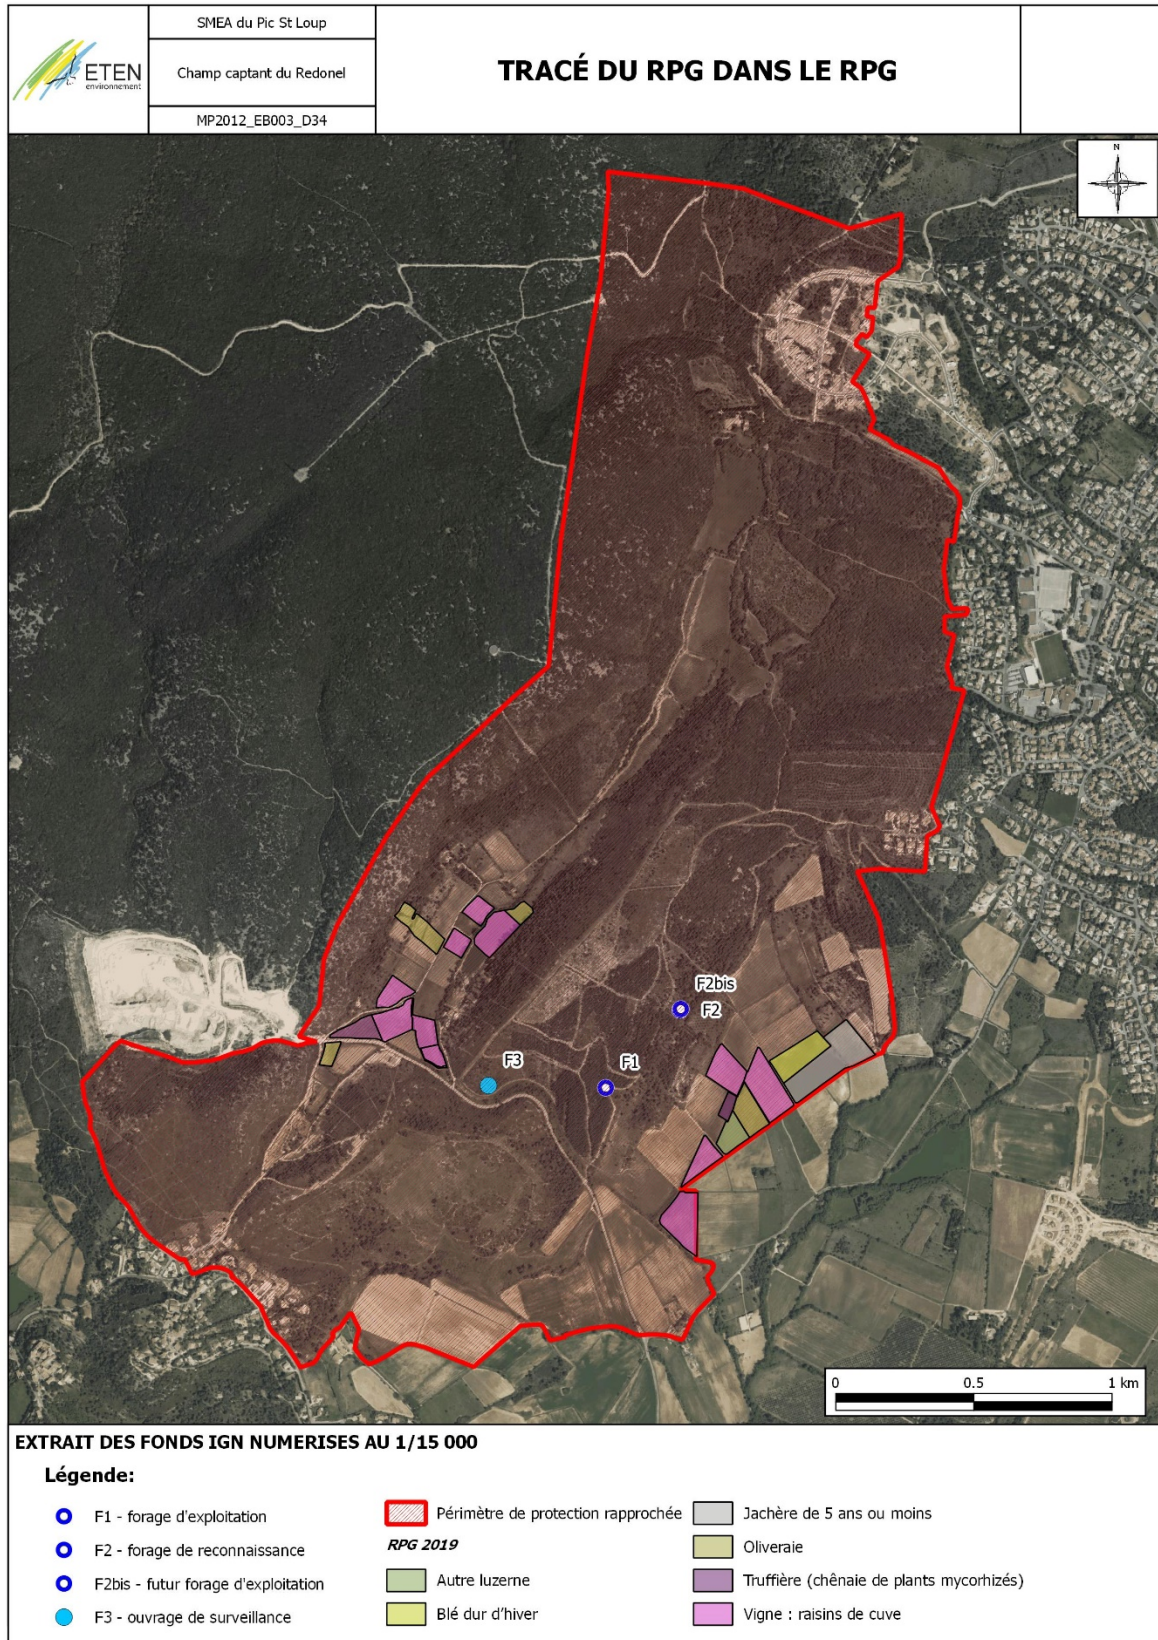 ETEN
environnement
SMEA du Pic St Loup
Champ captant du Redonel
MP2012_EB003_D34
TRACÉ DU RPG DANS LE RPG
N
F2bis
F2
F3
F1
0 0.5 1 km
EXTRAIT DES FONDS IGN NUMERISES AU 1/15 000
Légende:
F1 - forage d'exploitation
F2 - forage de reconnaissance
F2bis - futur forage d'exploitation
F3 - ouvrage de surveillance
Périmètre de protection rapprochée
RPG 2019
Autre luzerne
Blé dur d'hiver
Jachère de 5 ans ou moins
Oliveraie
Truffière (chênaie de plants mycorhizés)
Vigne : raisins de cuve